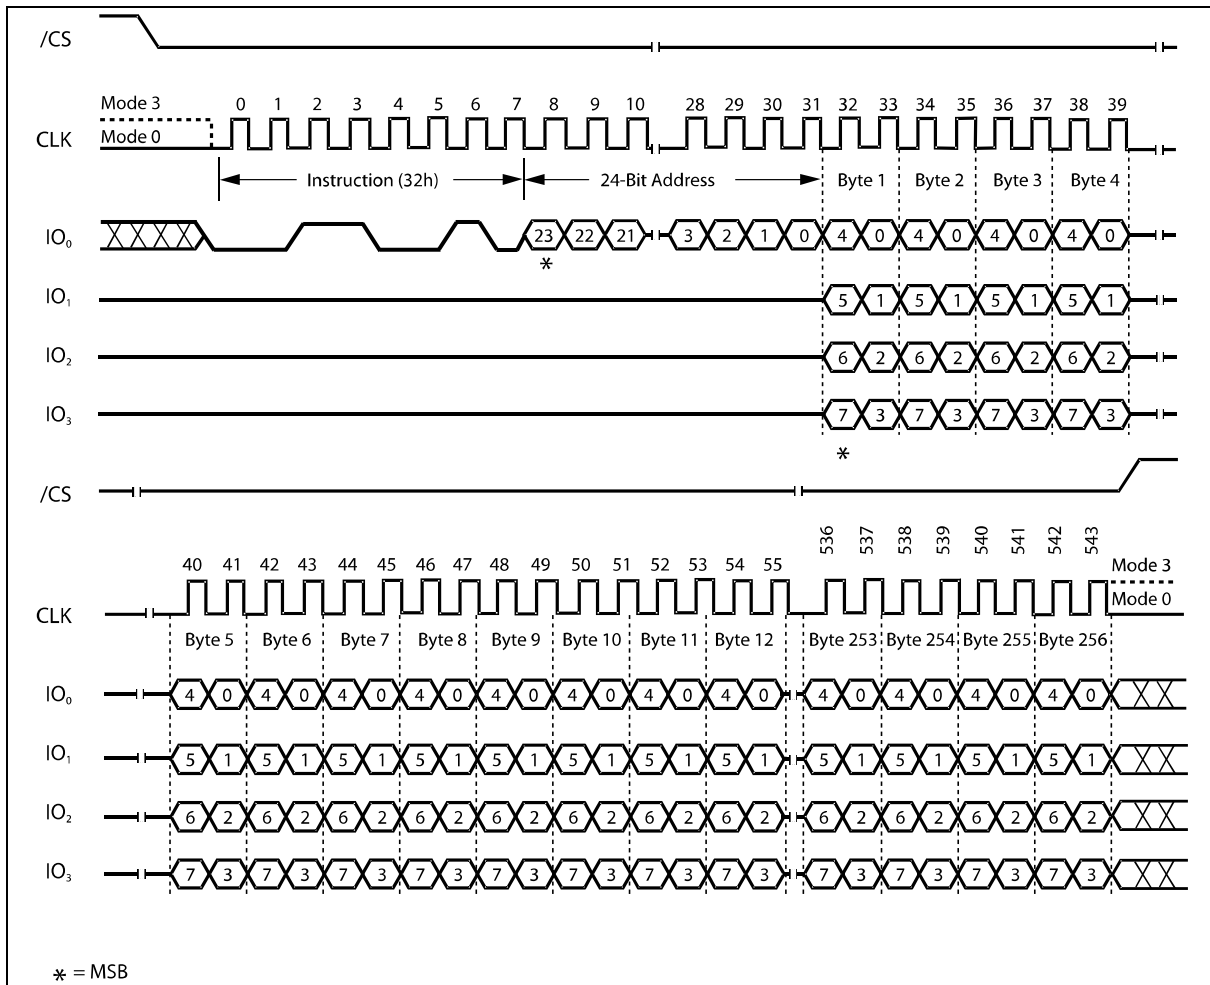 /CS
Mode 3
0 1 2 3 4 5 6 7 8 9 10 28 29 30 31 32 33 34 35 36 37 38 39
Mode 0
CLK
Instruction (32h) 24-Bit Address Byte 1 Byte 2 Byte 3 Byte 4
IO₀ 23 22 21 3 2 1 0 4 0 4 0 4 0 4 0
*
IO₁ 5 1 5 1 5 1 5 1
IO₂ 6 2 6 2 6 2 6 2
IO₃ 7 3 7 3 7 3 7 3
*
/CS
536 537 538 539 540 541 542 543
40 41 42 43 44 45 46 47 48 49 50 51 52 53 54 55 Mode 3
Mode 0
CLK
Byte 5 Byte 6 Byte 7 Byte 8 Byte 9 Byte 10 Byte 11 Byte 12 Byte 253 Byte 254 Byte 255 Byte 256
IO₀ 4 0 4 0 4 0 4 0 4 0 4 0 4 0 4 0 4 0 4 0 4 0 4 0
IO₁ 5 1 5 1 5 1 5 1 5 1 5 1 5 1 5 1 5 1 5 1 5 1 5 1
IO₂ 6 2 6 2 6 2 6 2 6 2 6 2 6 2 6 2 6 2 6 2 6 2 6 2
IO₃ 7 3 7 3 7 3 7 3 7 3 7 3 7 3 7 3 7 3 7 3 7 3 7 3
* = MSB